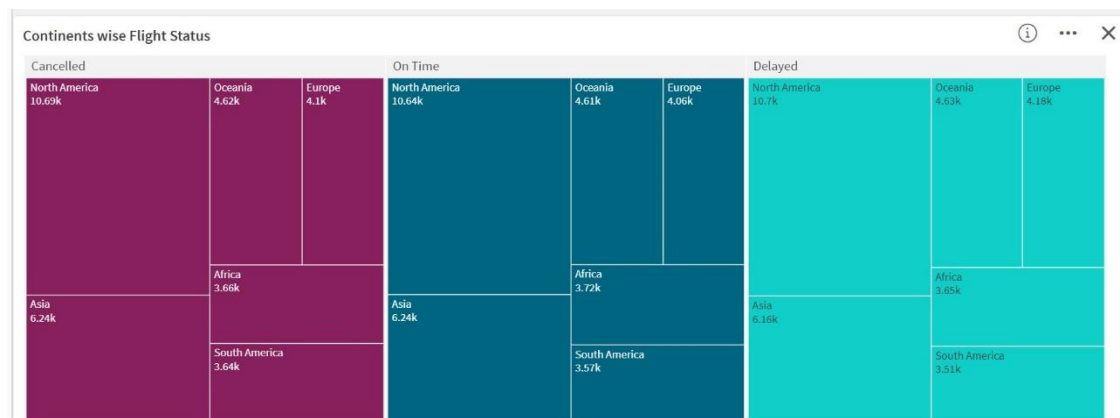 Continents wise Flight Status
Cancelled
North America
10.69k
Oceania
4.62k
Europe
4.1k
Africa
3.66k
Asia
6.24k
South America
3.64k
On Time
North America
10.64k
Oceania
4.61k
Europe
4.06k
Africa
3.72k
Asia
6.24k
South America
3.57k
Delayed
North America
10.7k
Oceania
4.63k
Europe
4.18k
Africa
3.65k
Asia
6.16k
South America
3.51k